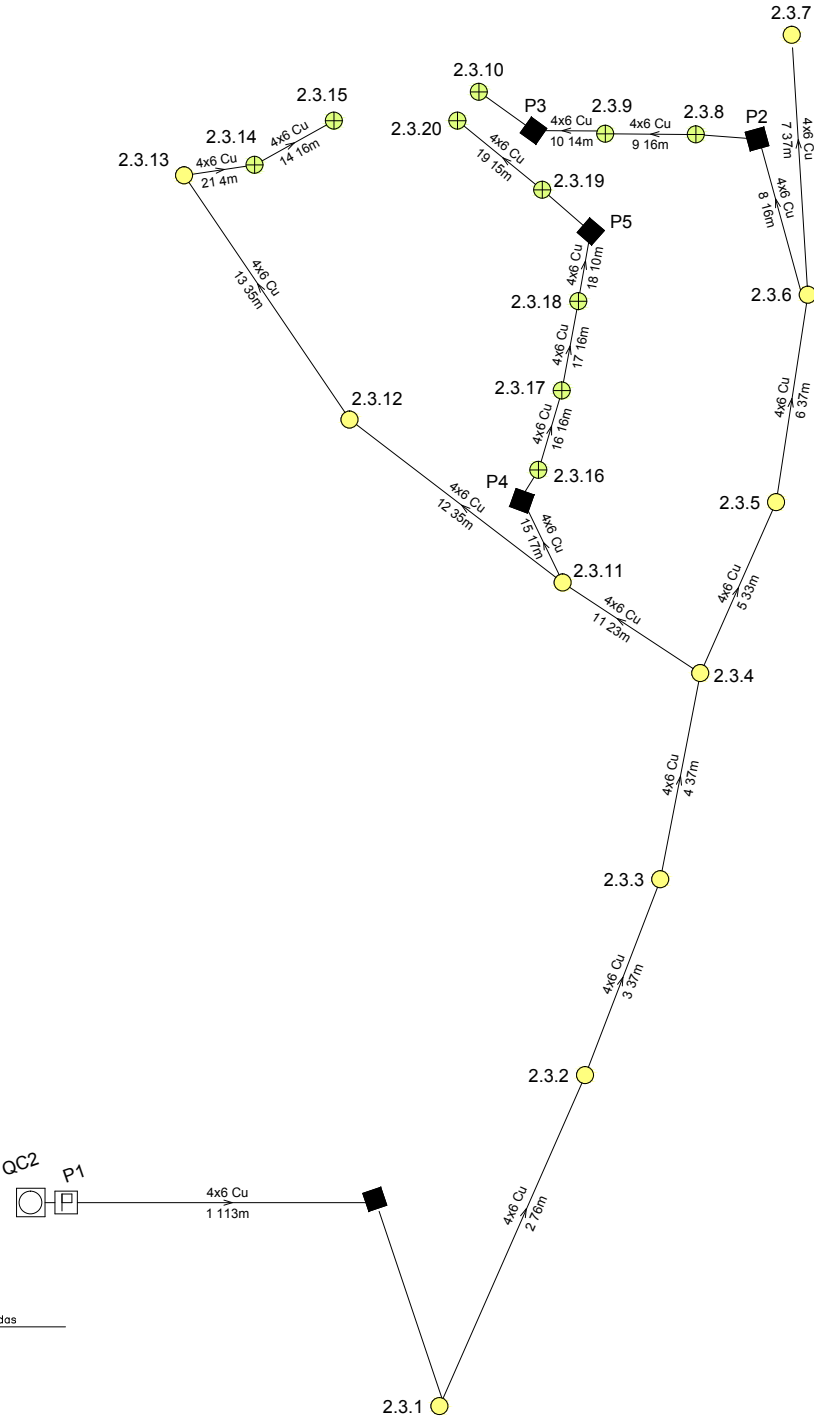 2.3.7
2.3.10
P3
4x6 Cu
10 14m
2.3.9
4x6 Cu
9 16m
2.3.8
P2
4x6 Cu
7 37m
2.3.15
2.3.20
2.3.14
4x6 Cu
14 16m
2.3.13
4x6 Cu
21 4m
4x6 Cu
19 15m
2.3.19
4x6 Cu
8 16m
P5
4x6 Cu
18 10m
4x6 Cu
13 35m
2.3.18
2.3.6
4x6 Cu
17 16m
2.3.17
2.3.12
4x6 Cu
6 37m
4x6 Cu
16 16m
P4
2.3.16
4x6 Cu
12 35m
2.3.5
4x6 Cu
15 17m
2.3.11
4x6 Cu
5 33m
4x6 Cu
11 23m
2.3.4
4x6 Cu
4 37m
2.3.3
4x6 Cu
3 37m
2.3.2
QC2
P1
P
4x6 Cu
1 113m
4x6 Cu
2 76m
das
2.3.1